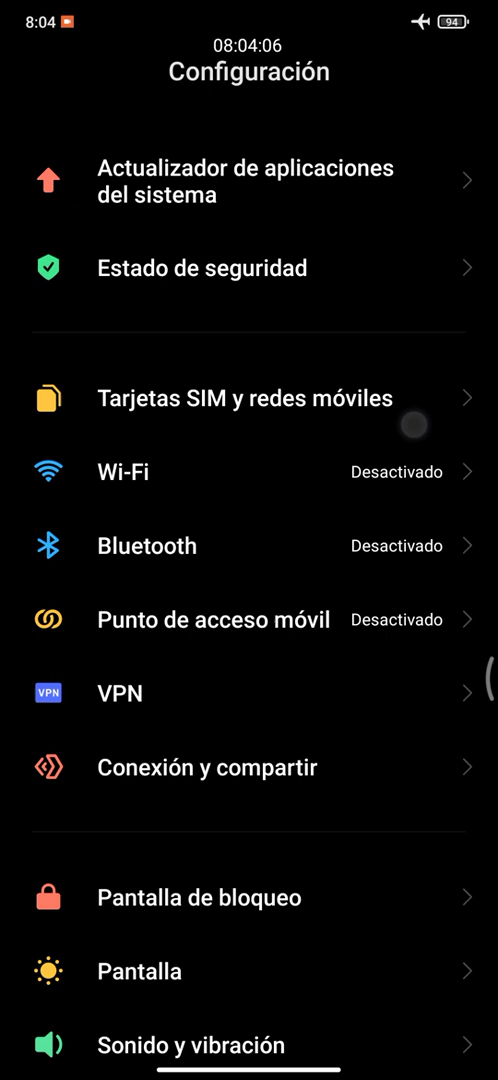 8:04
94
08:04:06
Configuración
Actualizador de aplicaciones
del sistema
Estado de seguridad
Tarjetas SIM y redes móviles
Wi-Fi Desactivado
Bluetooth Desactivado
Punto de acceso móvil Desactivado
VPN VPN
Conexión y compartir
Pantalla de bloqueo
Pantalla
Sonido y vibración